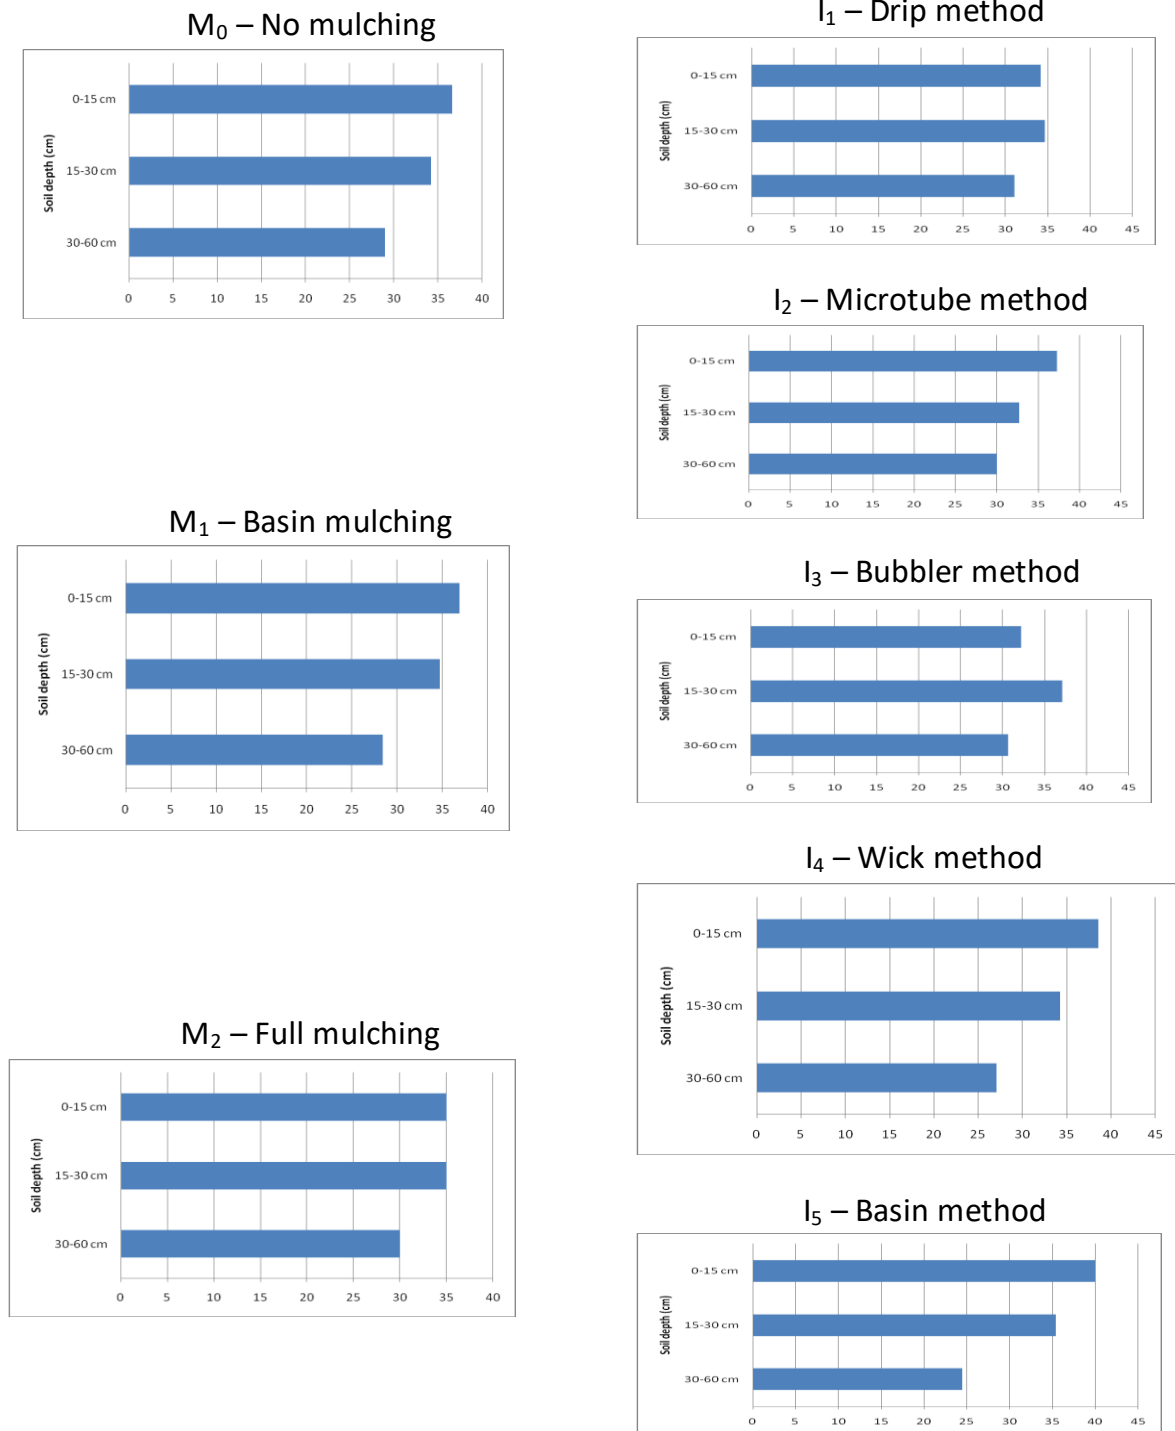 M₀ – No mulching
0-15 cm
15-30 cm
30-60 cm
Soil depth (cm)
0 5 10 15 20 25 30 35 40
M₁ – Basin mulching
0-15 cm
15-30 cm
30-60 cm
Soil depth (cm)
0 5 10 15 20 25 30 35 40
M₂ – Full mulching
0-15 cm
15-30 cm
30-60 cm
Soil depth (cm)
0 5 10 15 20 25 30 35 40
I₁ – Drip method
0-15 cm
15-30 cm
30-60 cm
Soil depth (cm)
0 5 10 15 20 25 30 35 40 45
I₂ – Microtube method
0-15 cm
15-30 cm
30-60 cm
Soil depth (cm)
0 5 10 15 20 25 30 35 40 45
I₃ – Bubbler method
0-15 cm
15-30 cm
30-60 cm
Soil depth (cm)
0 5 10 15 20 25 30 35 40 45
I₄ – Wick method
0-15 cm
15-30 cm
30-60 cm
Soil depth (cm)
0 5 10 15 20 25 30 35 40 45
I₅ – Basin method
0-15 cm
15-30 cm
30-60 cm
Soil depth (cm)
0 5 10 15 20 25 30 35 40 45